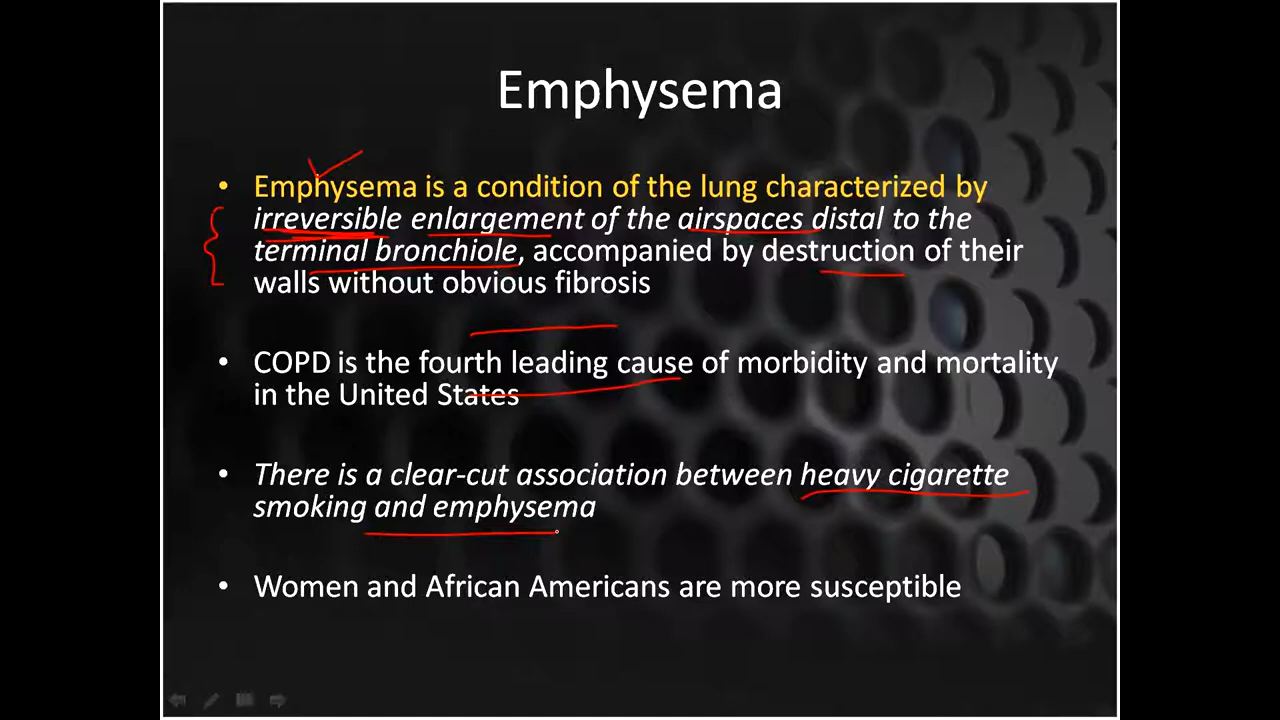 Emphysema
• Emphysema is a condition of the lung characterized by
irreversible enlargement of the airspaces distal to the
terminal bronchiole, accompanied by destruction of their
walls without obvious fibrosis
• COPD is the fourth leading cause of morbidity and mortality
in the United States
• There is a clear-cut association between heavy cigarette
smoking and emphysema
• Women and African Americans are more susceptible